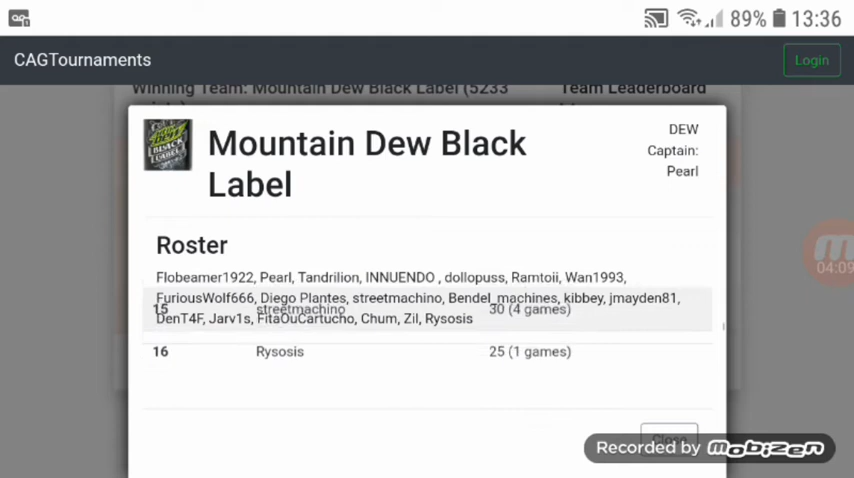 89% 13:36
CAGTournaments
Login
Winning Team: Mountain Dew Black Label (5233
Team Leaderboard
Mountain Dew Black
Label
DEW
Captain:
Pearl
BLACK
LABEL
Roster
Flobeamer1922, Pearl, Tandrilion, INNUENDO , dollopuss, Ramtoii, Wan1993,
FuriousWolf666, Diego Plantes, streetmachino, Bendel_machines, kibbey, jmayden81,
15 streetmachino 30 (4 games)
DenT4F, Jarv1s, FitaOuCartucho, Chum, Zil, Rysosis
16 Rysosis 25 (1 games)
Close
04:09
Recorded by mobizen